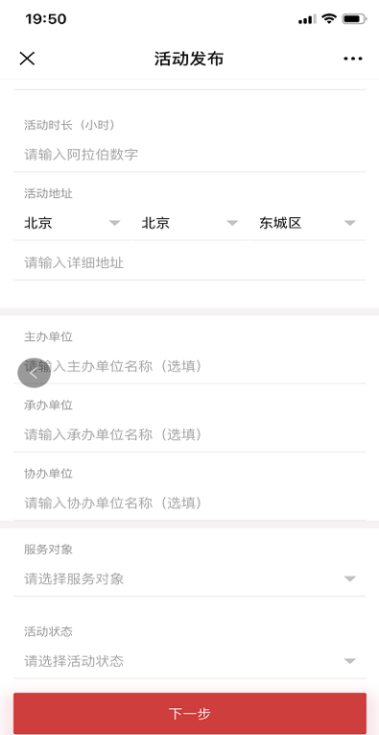 19:50
活动发布
活动时长（小时）
请输入阿拉伯数字
活动地址
北京 北京 东城区
请输入详细地址
主办单位
请输入主办单位名称（选填）
承办单位
请输入承办单位名称（选填）
协办单位
请输入协办单位名称（选填）
服务对象
请选择服务对象
活动状态
请选择活动状态
下一步